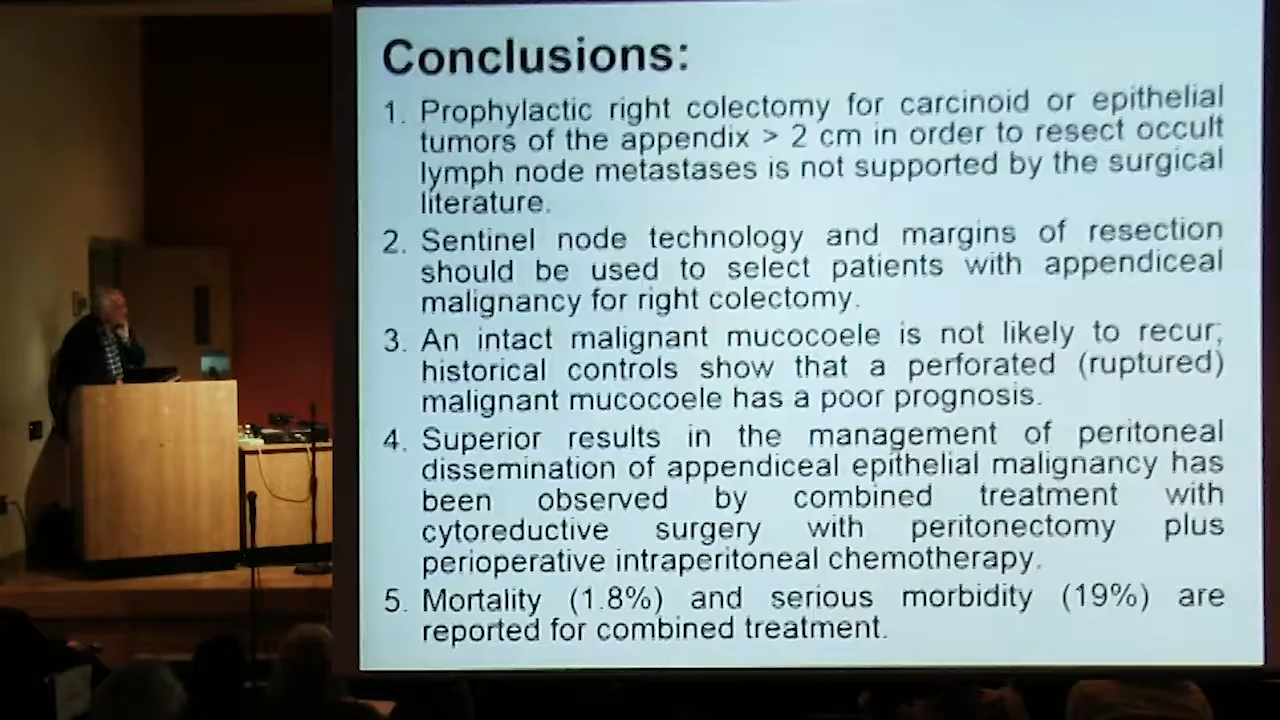 Conclusions:
1. Prophylactic right colectomy for carcinoid or epithelial
tumors of the appendix > 2 cm in order to resect occult
lymph node metastases is not supported by the surgical
literature.
2. Sentinel node technology and margins of resection
should be used to select patients with appendiceal
malignancy for right colectomy.
3. An intact malignant mucocoele is not likely to recur;
historical controls show that a perforated (ruptured)
malignant mucocoele has a poor prognosis.
4. Superior results in the management of peritoneal
dissemination of appendiceal epithelial malignancy has
been observed by combined treatment with
cytoreductive surgery with peritonectomy plus
perioperative intraperitoneal chemotherapy.
5. Mortality (1.8%) and serious morbidity (19%) are
reported for combined treatment.